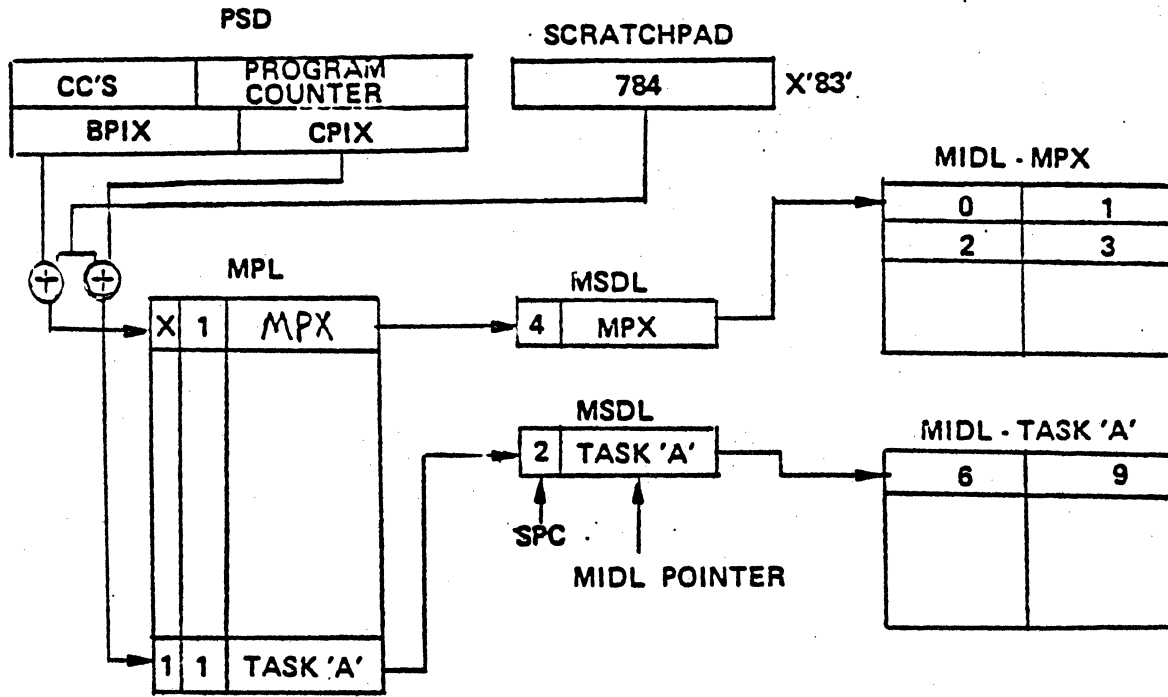 PSD
SCRATCHPAD
CC'S PROGRAM COUNTER
784 X'83'
BPIX CPIX
MIDL - MPX
0 1
2 3
+ +
MPL
MSDL
X 1 MPX
4 MPX
MSDL
2 TASK 'A'
MIDL - TASK 'A'
6 9
SPC
MIDL POINTER
1 1 TASK 'A'